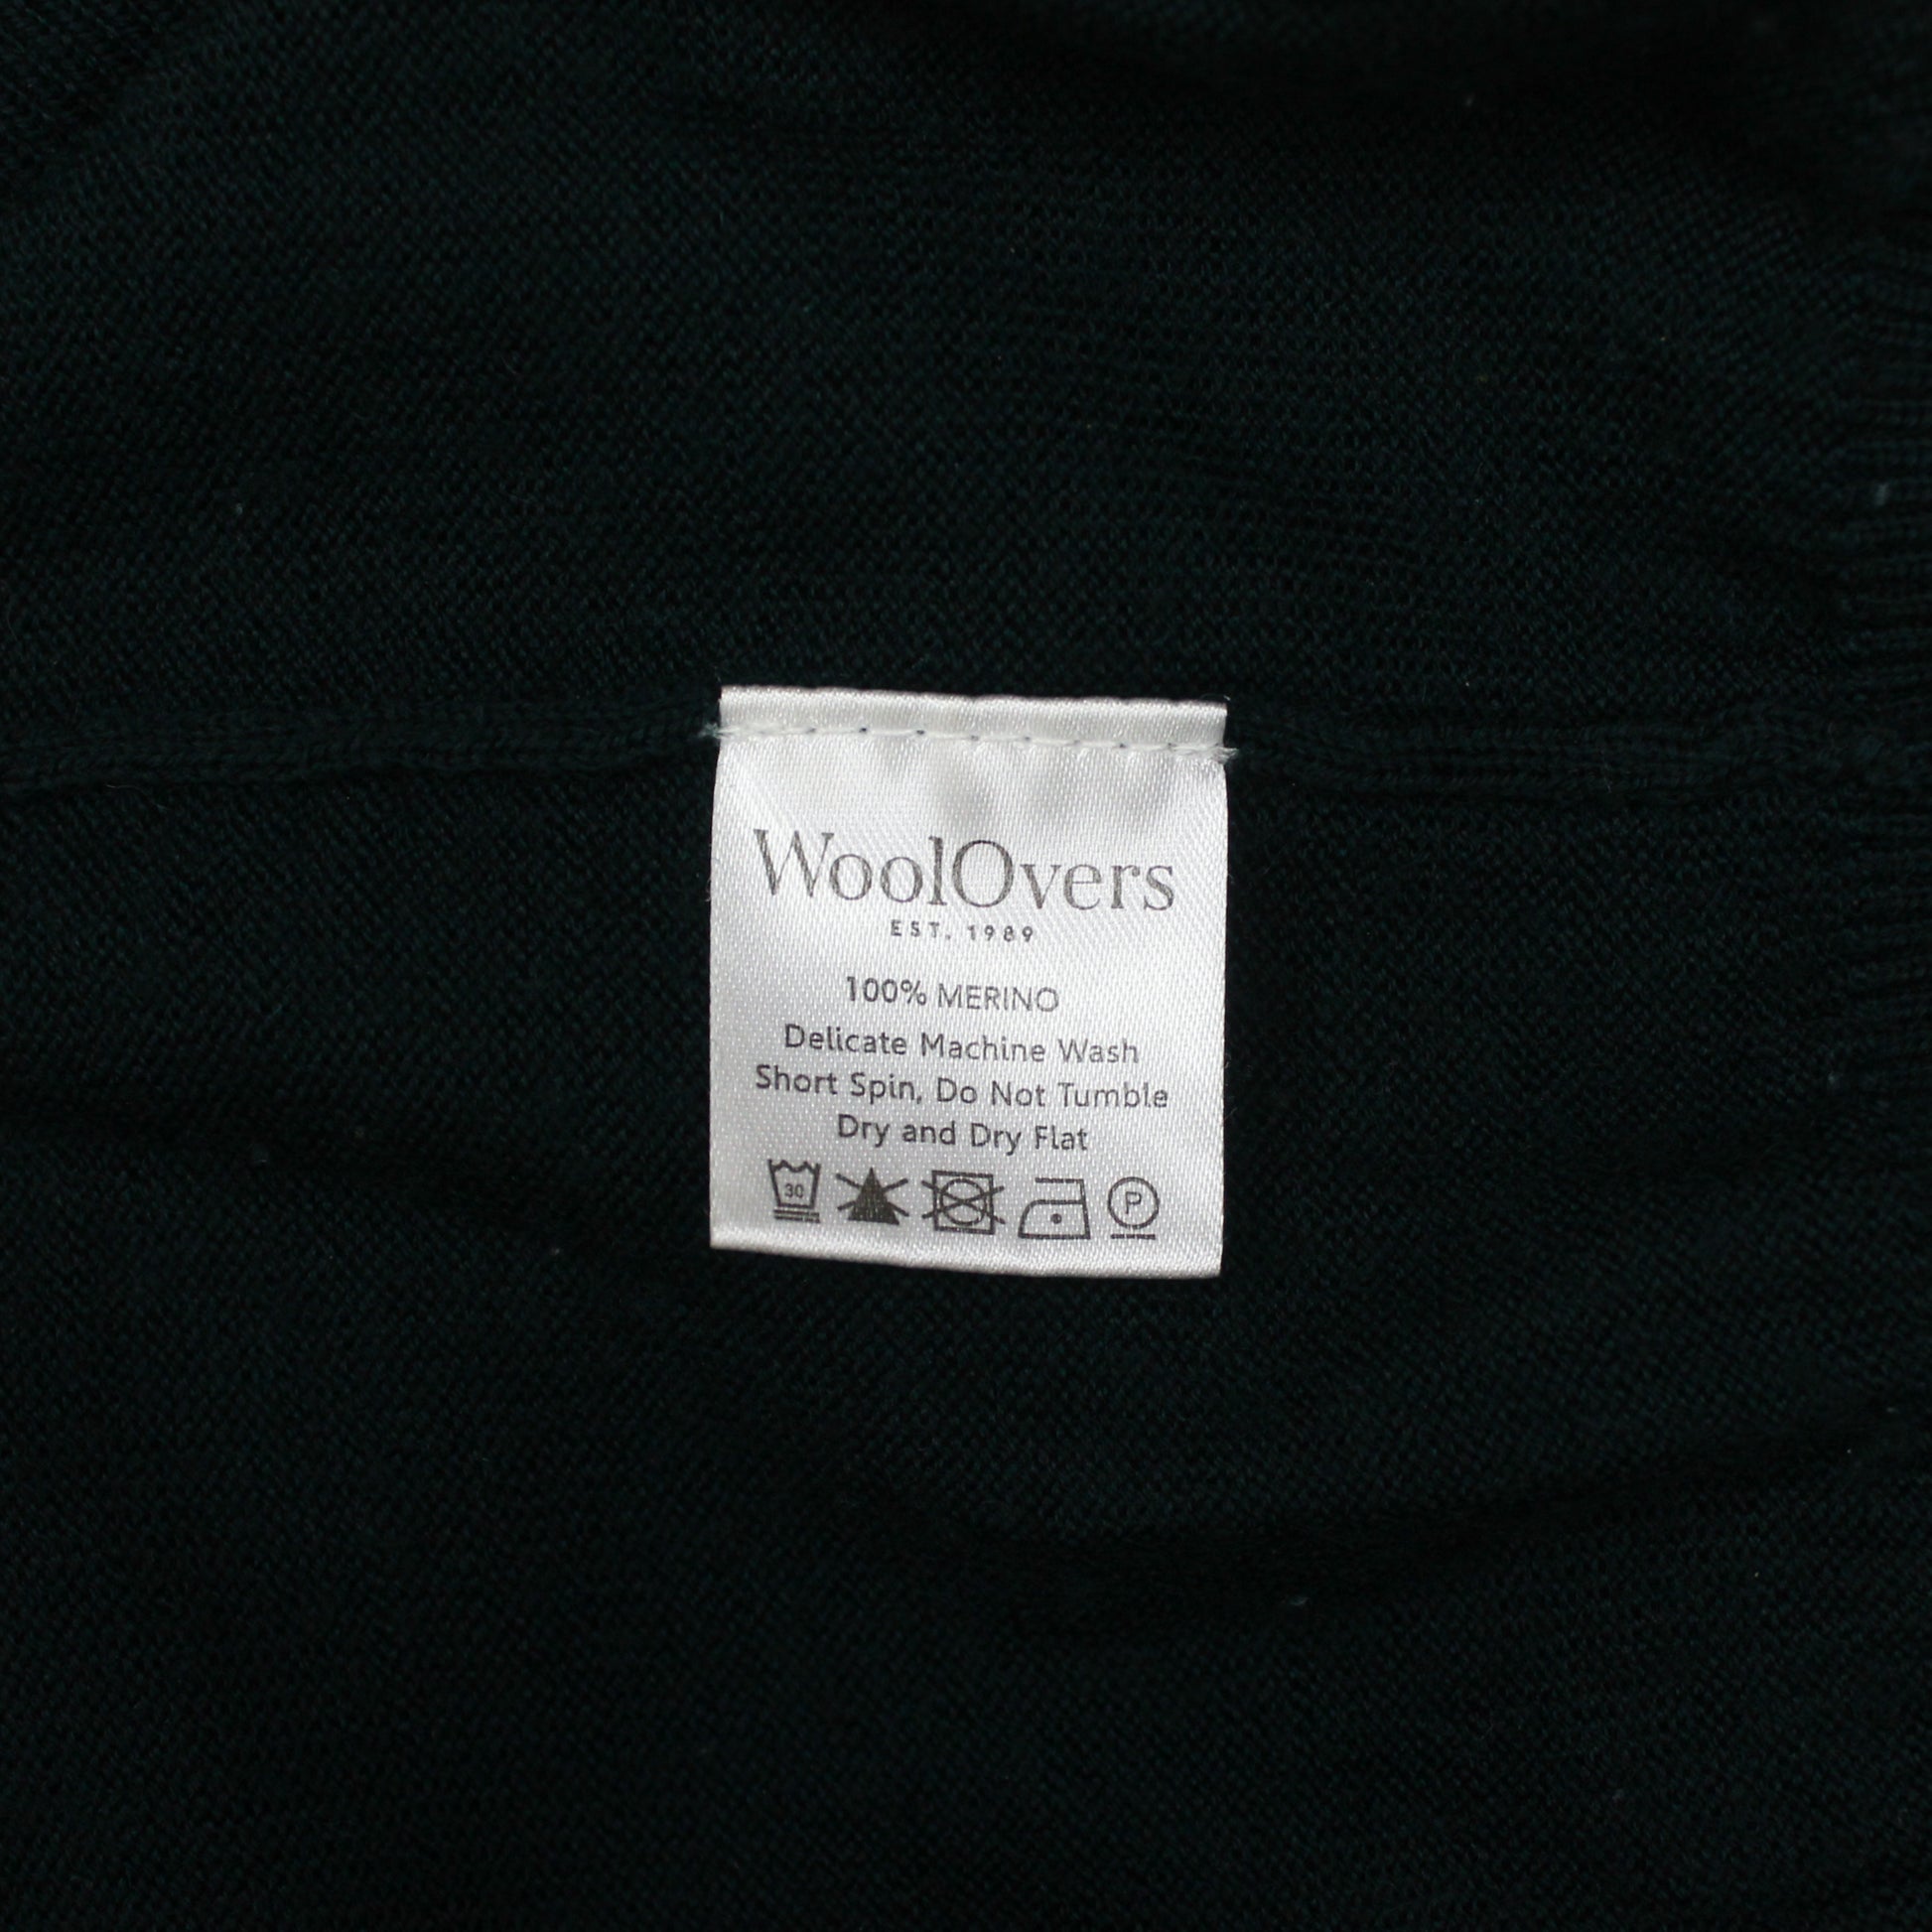 WoolOvers
EST. 1989
100% MERINO
Delicate Machine Wash
Short Spin, Do Not Tumble
Dry and Dry Flat
30 P